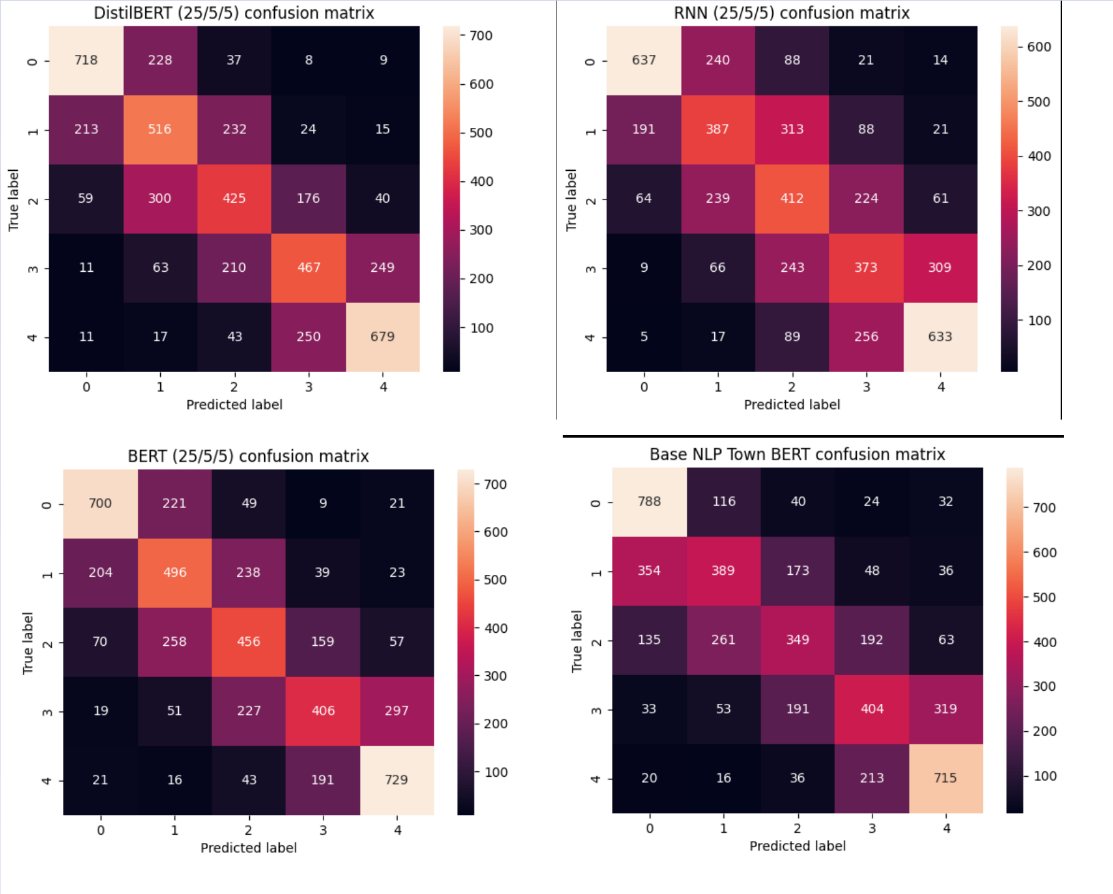 DistilBERT (25/5/5) confusion matrix
0 718 228 37 8 9
1 213 516 232 24 15
2 59 300 425 176 40
3 11 63 210 467 249
4 11 17 43 250 679
0 1 2 3 4
True label
Predicted label
700
600
500
400
300
200
100
RNN (25/5/5) confusion matrix
0 637 240 88 21 14
1 191 387 313 88 21
2 64 239 412 224 61
3 9 66 243 373 309
4 5 17 89 256 633
0 1 2 3 4
True label
Predicted label
600
500
400
300
200
100
BERT (25/5/5) confusion matrix
0 700 221 49 9 21
1 204 496 238 39 23
2 70 258 456 159 57
3 19 51 227 406 297
4 21 16 43 191 729
0 1 2 3 4
True label
Predicted label
700
600
500
400
300
200
100
Base NLP Town BERT confusion matrix
0 788 116 40 24 32
1 354 389 173 48 36
2 135 261 349 192 63
3 33 53 191 404 319
4 20 16 36 213 715
0 1 2 3 4
True label
Predicted label
700
600
500
400
300
200
100